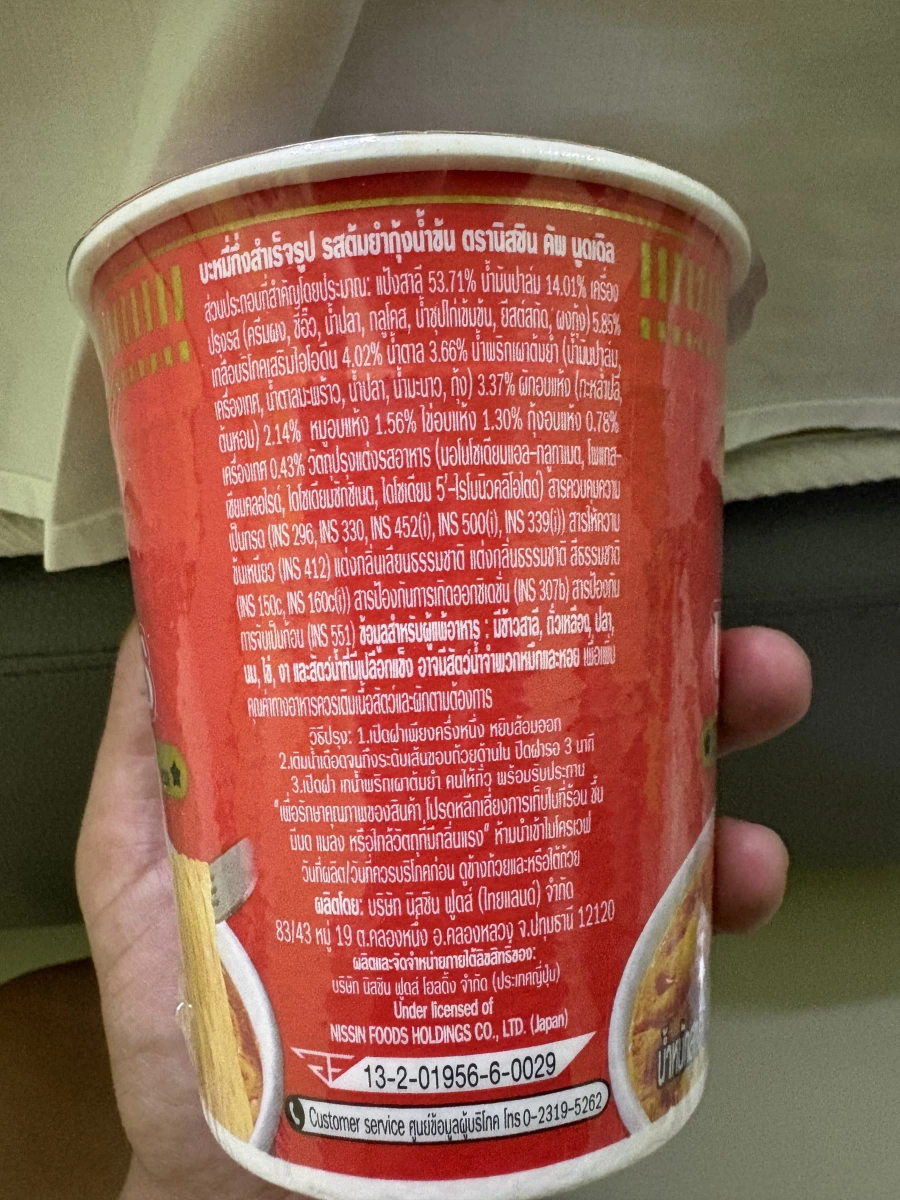 บะหมี่กึ่งสำเร็จรูป รสต้มยำกุ้งน้ำข้น ตรานิสชิน คัพ นูดเดิล
ส่วนประกอบที่สำคัญโดยประมาณ: แป้งสาลี 53.71% น้ำมันปาล์ม 14.01% เครื่อง
ปรุงรส (ครีมผง, ซีอิ๊ว, น้ำปลา, กลูโคส, น้ำซุปไก่เข้มข้น, ยีสต์สกัด, ผงกุ้ง) 5.85%
เกลือบริโภคเสริมไอโอดีน 4.02% น้ำตาล 3.66% น้ำพริกเผาต้มยำ (น้ำมันปาล์ม,
เครื่องเทศ, น้ำตาลมะพร้าว, น้ำปลา, น้ำมะนาว, กุ้ง) 3.37% ผักอบแห้ง (กะหล่ำปลี,
ต้นหอม) 2.14% หมูอบแห้ง 1.56% ไข่อบแห้ง 1.30% กุ้งอบแห้ง 0.78%
เครื่องเทศ 0.43% วัตถุปรุงแต่งรสอาหาร (มอโนโซเดียมแอล-กลูทาเมต, โพแทส-
เซียมคลอไรด์, ไดโซเดียมซักซิเนต, ไดโซเดียม 5'-ไรโบนิวคลีโอไตด์) สารควบคุมความ
เป็นกรด (INS 296, INS 330, INS 452(i), INS 500(i), INS 339(i)) สารให้ความ
ข้นเหนียว (INS 412) แต่งกลิ่นเลียนธรรมชาติ แต่งกลิ่นธรรมชาติ สีธรรมชาติ
(INS 150c, INS 160c(i)) สารป้องกันการเกิดออกซิเดชั่น (INS 307b) สารป้องกัน
การจับเป็นก้อน (INS 551) ข้อมูลสำหรับผู้แพ้อาหาร : มีข้าวสาลี, ถั่วเหลือง, ปลา,
นม, ไข่, งา และสัตว์น้ำที่มีเปลือกแข็ง อาจมีสัตว์น้ำจำพวกหมึกและหอย เพื่อเพิ่ม
คุณค่าทางอาหารควรเติมเนื้อสัตว์และผักตามต้องการ
วิธีปรุง: 1.เปิดฝาเพียงครึ่งหนึ่ง หยิบส้อมออก
2.เติมน้ำเดือดจนถึงระดับเส้นขอบถ้วยด้านใน ปิดฝารอ 3 นาที
3.เปิดฝา เทน้ำพริกเผาต้มยำ คนให้ทั่ว พร้อมรับประทาน
"เพื่อรักษาคุณภาพของสินค้า โปรดหลีกเลี่ยงการเก็บในที่ร้อน ชื้น
มีมด แมลง หรือใกล้วัตถุที่มีกลิ่นแรง" ห้ามนำเข้าไมโครเวฟ
วันที่ผลิต/วันที่ควรบริโภคก่อน ดูข้างถ้วยและหรือใต้ถ้วย
ผลิตโดย: บริษัท นิสชิน ฟูดส์ (ไทยแลนด์) จำกัด
83/43 หมู่ 19 ต.คลองหนึ่ง อ.คลองหลวง จ.ปทุมธานี 12120
ผลิตและจัดจำหน่ายภายใต้ลิขสิทธิ์ของ:
บริษัท นิสชิน ฟูดส์ โฮลดิ้ง จำกัด (ประเทศญี่ปุ่น)
Under licensed of
NISSIN FOODS HOLDINGS CO., LTD. (Japan)
13-2-01956-6-0029
Customer service ศูนย์ข้อมูลผู้บริโภค โทร 0-2319-5262